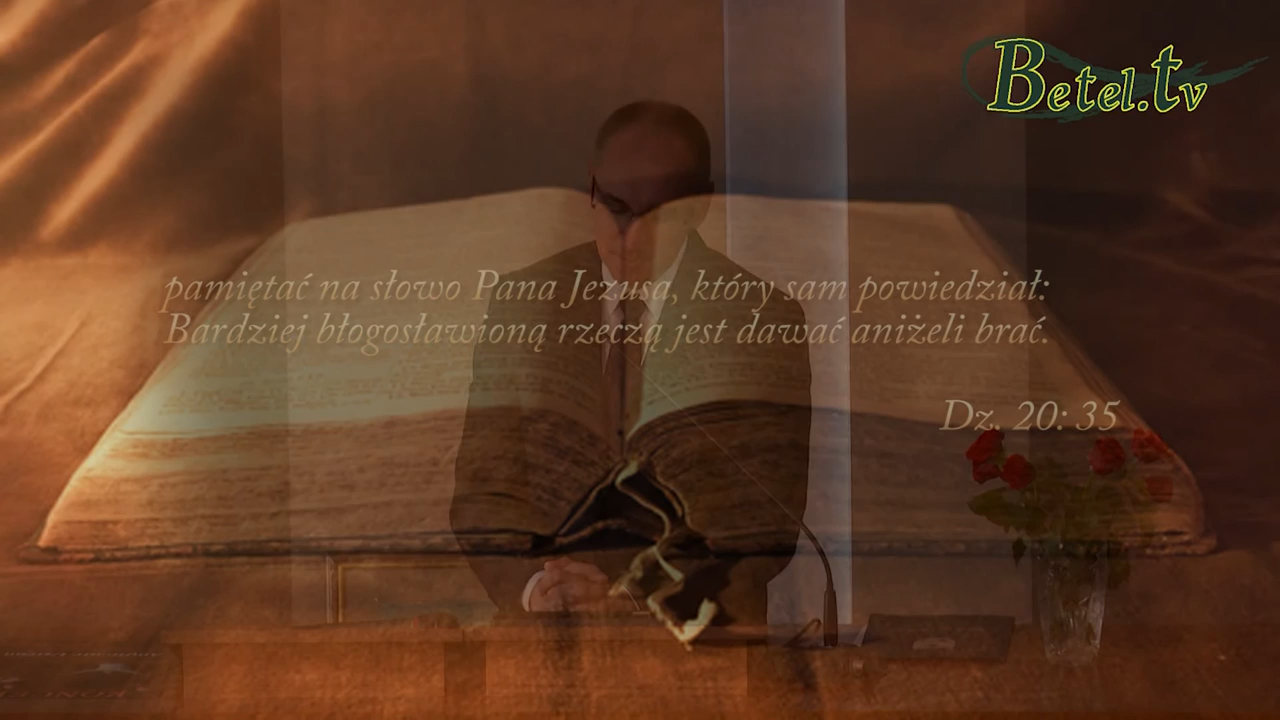 Betel.tv
pamiętać na słowo Pana Jezusa, który sam powiedział:
Bardziej błogosławioną rzeczą jest dawać aniżeli brać.
Dz. 20: 35